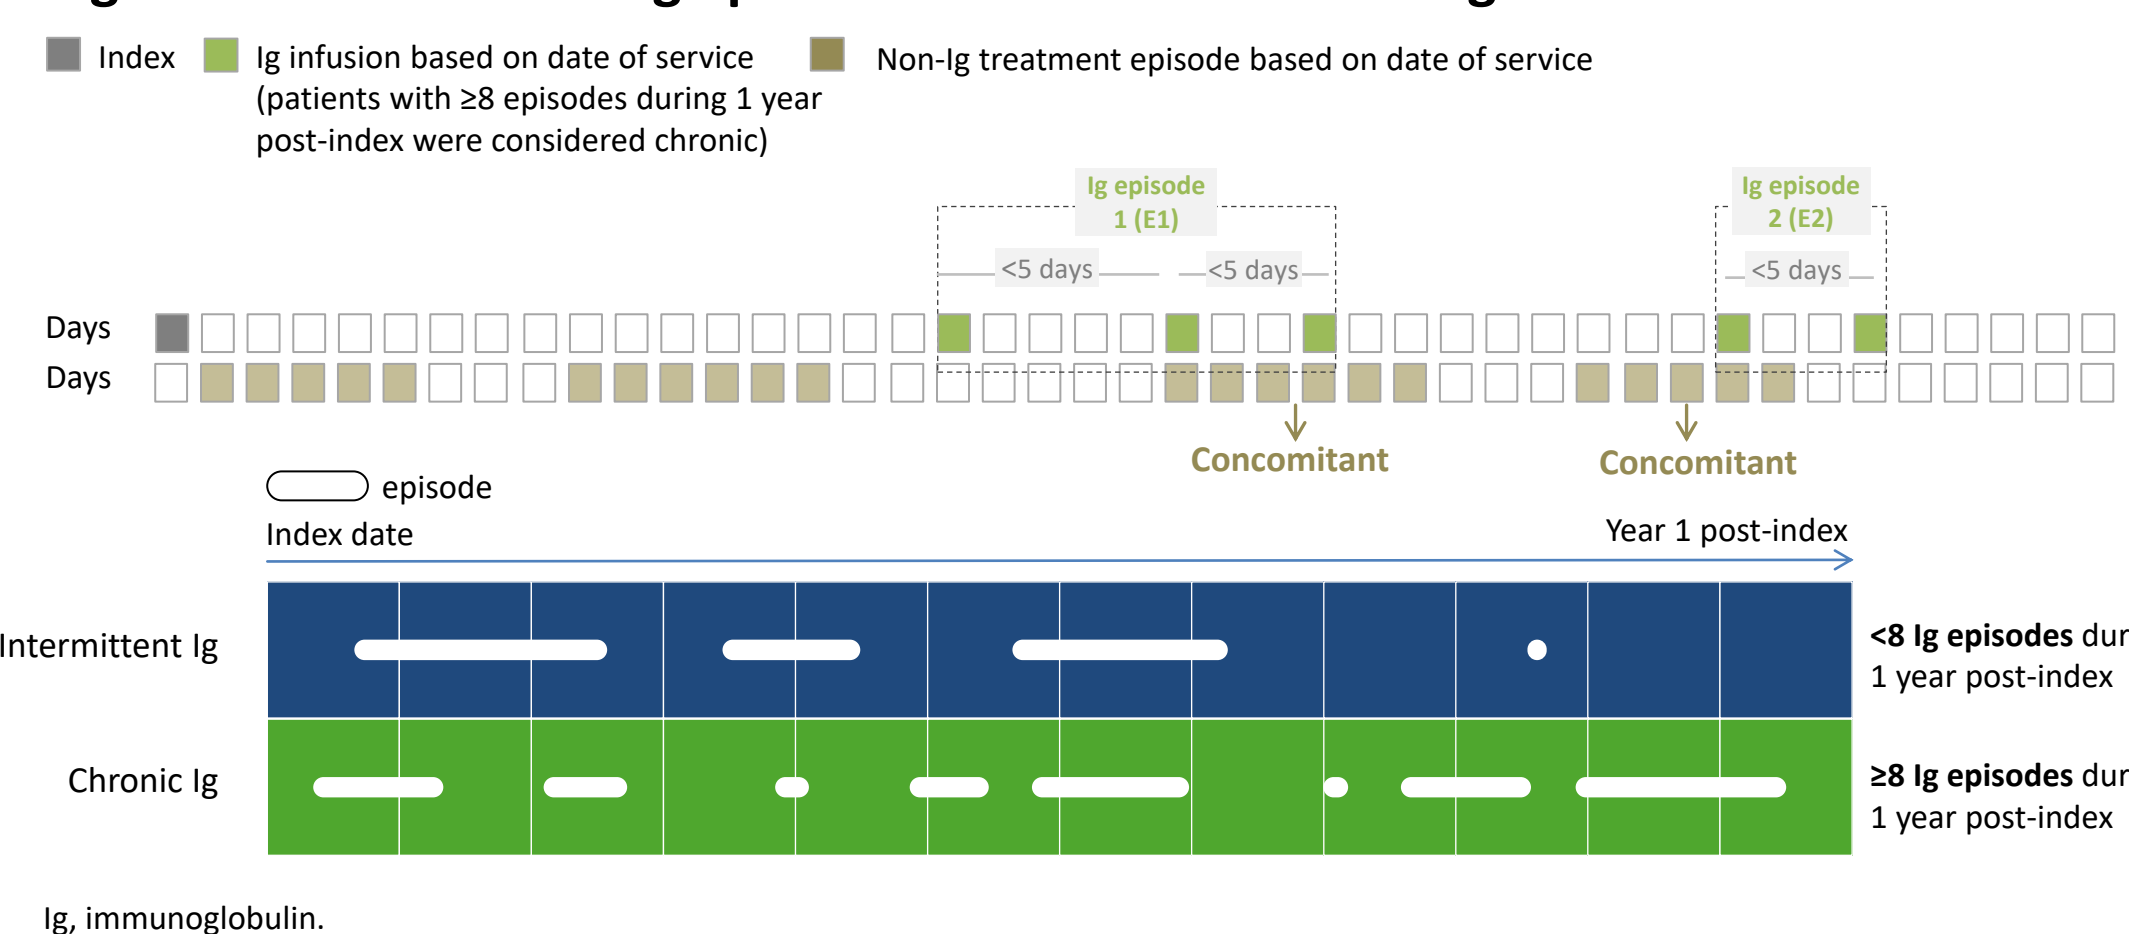 Index
Ig infusion based on date of service
(patients with ≥8 episodes during 1 year
post-index were considered chronic)
Non-Ig treatment episode based on date of service
Ig episode
1 (E1)
Ig episode
2 (E2)
<5 days
<5 days
<5 days
Days
Days
Concomitant
Concomitant
episode
Index date
Year 1 post-index
Intermittent Ig
<8 Ig episodes dur
1 year post-index
Chronic Ig
≥8 Ig episodes dur
1 year post-index
Ig, immunoglobulin.